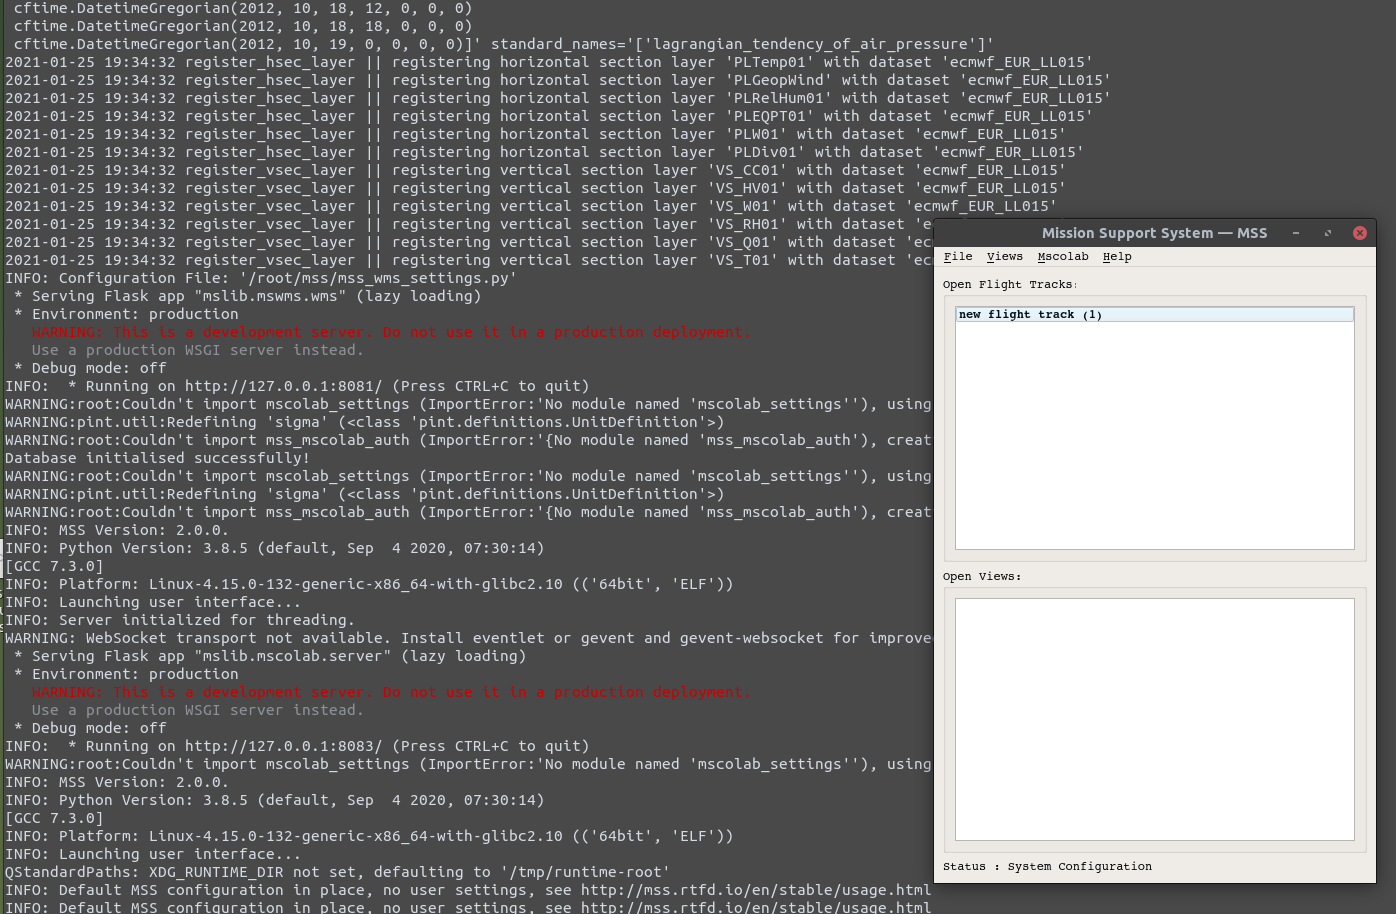 cftime.DatetimeGregorian(2012, 10, 18, 12, 0, 0, 0)
cftime.DatetimeGregorian(2012, 10, 18, 18, 0, 0, 0)
cftime.DatetimeGregorian(2012, 10, 19, 0, 0, 0, 0)]' standard_names='['lagrangian_tendency_of_air_pressure']'
2021-01-25 19:34:32 register_hsec_layer || registering horizontal section layer 'PLTemp01' with dataset 'ecmwf_EUR_LL015'
2021-01-25 19:34:32 register_hsec_layer || registering horizontal section layer 'PLGeopWind' with dataset 'ecmwf_EUR_LL015'
2021-01-25 19:34:32 register_hsec_layer || registering horizontal section layer 'PLRelHum01' with dataset 'ecmwf_EUR_LL015'
2021-01-25 19:34:32 register_hsec_layer || registering horizontal section layer 'PLEQPT01' with dataset 'ecmwf_EUR_LL015'
2021-01-25 19:34:32 register_hsec_layer || registering horizontal section layer 'PLW01' with dataset 'ecmwf_EUR_LL015'
2021-01-25 19:34:32 register_hsec_layer || registering horizontal section layer 'PLDiv01' with dataset 'ecmwf_EUR_LL015'
2021-01-25 19:34:32 register_vsec_layer || registering vertical section layer 'VS_CC01' with dataset 'ecmwf_EUR_LL015'
2021-01-25 19:34:32 register_vsec_layer || registering vertical section layer 'VS_HV01' with dataset 'ecmwf_EUR_LL015'
2021-01-25 19:34:32 register_vsec_layer || registering vertical section layer 'VS_W01' with dataset 'ecmwf_EUR_LL015'
2021-01-25 19:34:32 register_vsec_layer || registering vertical section layer 'VS_RH01' with dataset 'e
2021-01-25 19:34:32 register_vsec_layer || registering vertical section layer 'VS_Q01' with dataset 'ec
2021-01-25 19:34:32 register_vsec_layer || registering vertical section layer 'VS_T01' with dataset 'ec
INFO: Configuration File: '/root/mss/mss_wms_settings.py'
* Serving Flask app "mslib.mswms.wms" (lazy loading)
* Environment: production
WARNING: This is a development server. Do not use it in a production deployment.
Use a production WSGI server instead.
* Debug mode: off
INFO:  * Running on http://127.0.0.1:8081/ (Press CTRL+C to quit)
WARNING:root:Couldn't import mscolab_settings (ImportError:'No module named 'mscolab_settings''), using
WARNING:pint.util:Redefining 'sigma' (<class 'pint.definitions.UnitDefinition'>)
WARNING:root:Couldn't import mss_mscolab_auth (ImportError:'{No module named 'mss_mscolab_auth'), creat
Database initialised successfully!
WARNING:root:Couldn't import mscolab_settings (ImportError:'No module named 'mscolab_settings''), using
WARNING:pint.util:Redefining 'sigma' (<class 'pint.definitions.UnitDefinition'>)
WARNING:root:Couldn't import mss_mscolab_auth (ImportError:'{No module named 'mss_mscolab_auth'), creat
INFO: MSS Version: 2.0.0.
INFO: Python Version: 3.8.5 (default, Sep  4 2020, 07:30:14)
[GCC 7.3.0]
INFO: Platform: Linux-4.15.0-132-generic-x86_64-with-glibc2.10 (('64bit', 'ELF'))
INFO: Launching user interface...
INFO: Server initialized for threading.
WARNING: WebSocket transport not available. Install eventlet or gevent and gevent-websocket for improve
* Serving Flask app "mslib.mscolab.server" (lazy loading)
* Environment: production
WARNING: This is a development server. Do not use it in a production deployment.
Use a production WSGI server instead.
* Debug mode: off
INFO:  * Running on http://127.0.0.1:8083/ (Press CTRL+C to quit)
WARNING:root:Couldn't import mscolab_settings (ImportError:'No module named 'mscolab_settings''), using
INFO: MSS Version: 2.0.0.
INFO: Python Version: 3.8.5 (default, Sep  4 2020, 07:30:14)
[GCC 7.3.0]
INFO: Platform: Linux-4.15.0-132-generic-x86_64-with-glibc2.10 (('64bit', 'ELF'))
INFO: Launching user interface...
QStandardPaths: XDG_RUNTIME_DIR not set, defaulting to '/tmp/runtime-root'
INFO: Default MSS configuration in place, no user settings, see http://mss.rtfd.io/en/stable/usage.html
INFO: Default MSS configuration in place, no user settings, see http://mss.rtfd.io/en/stable/usage.html
Mission Support System — MSS
File Views Mscolab Help
Open Flight Tracks:
new flight track (1)
Open Views:
Status : System Configuration